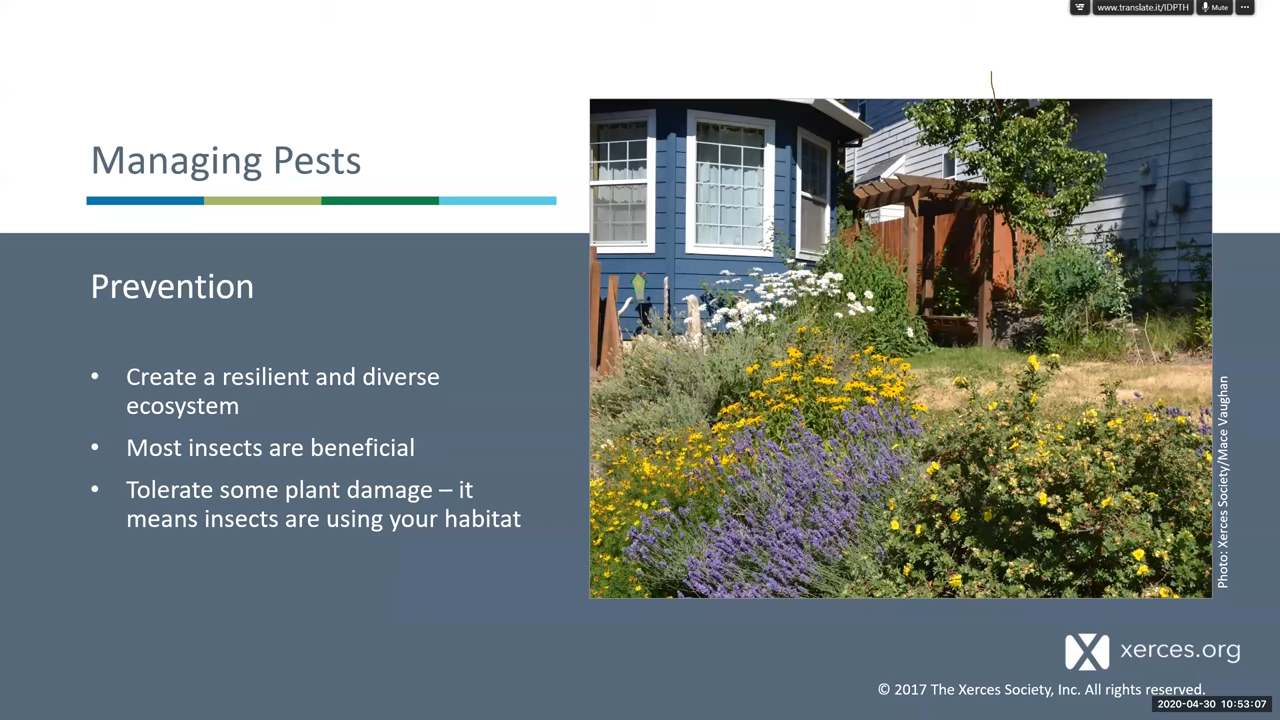 www.translate.it/IDPTH
Mute
Managing Pests
Prevention
• Create a resilient and diverse
ecosystem
• Most insects are beneficial
• Tolerate some plant damage – it
means insects are using your habitat
Photo: Xerces Society/Mace Vaughan
xerces.org
© 2017 The Xerces Society, Inc. All rights reserved.
2020-04-30 10:53:07